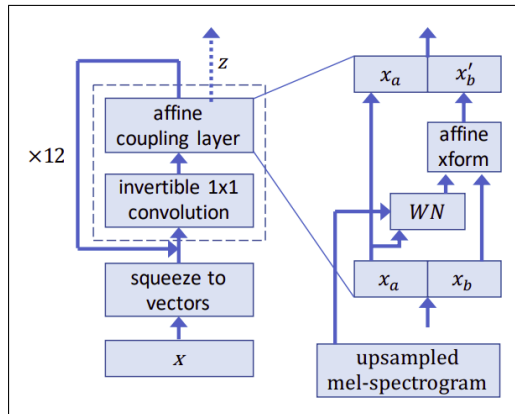 z
x_a
x'_b
affine
coupling layer
×12
affine
xform
invertible 1x1
convolution
WN
squeeze to
vectors
x_a
x_b
x
upsampled
mel-spectrogram